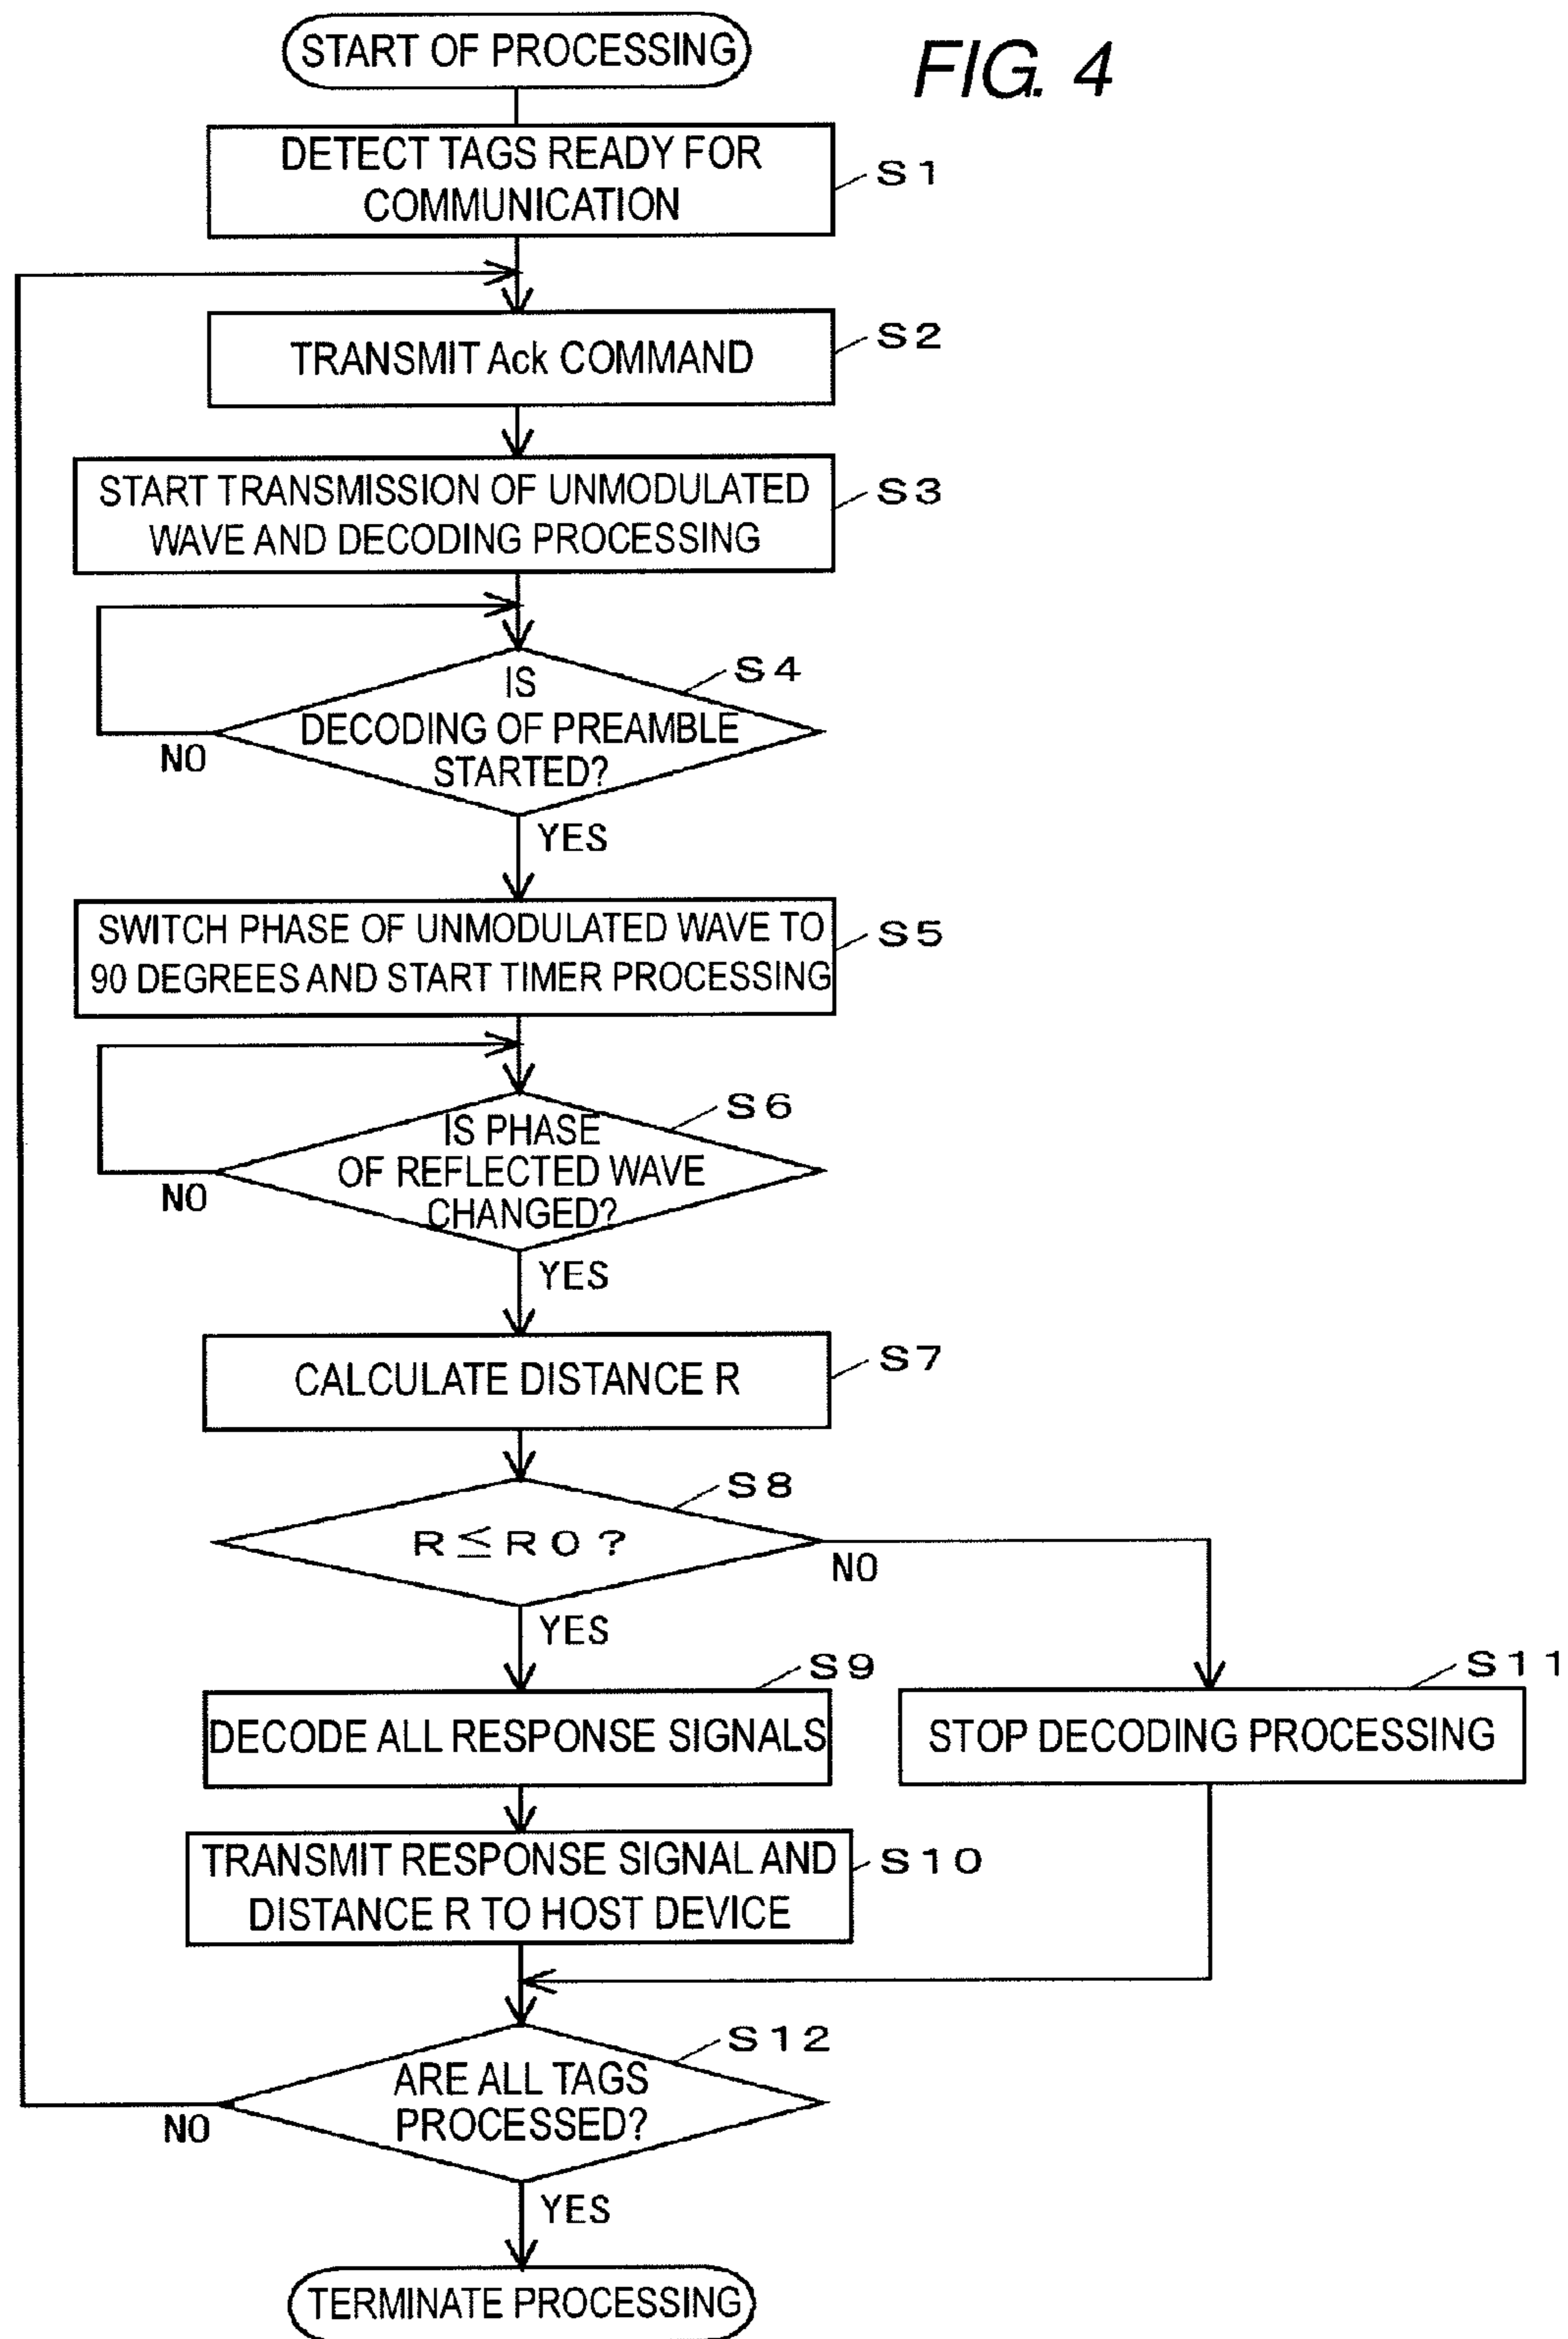 START OF PROCESSING
FIG. 4
DETECT TAGS READY FOR
COMMUNICATION
S1
TRANSMIT Ack COMMAND
S2
START TRANSMISSION OF UNMODULATED
WAVE AND DECODING PROCESSING
S3
S4
IS
DECODING OF PREAMBLE
STARTED?
NO
YES
SWITCH PHASE OF UNMODULATED WAVE TO
90 DEGREES AND START TIMER PROCESSING
S5
S6
IS PHASE
OF REFLECTED WAVE
CHANGED?
NO
YES
CALCULATE DISTANCE R
S7
S8
R≦R0?
NO
YES
S9
DECODE ALL RESPONSE SIGNALS
S11
STOP DECODING PROCESSING
TRANSMIT RESPONSE SIGNAL AND
DISTANCE R TO HOST DEVICE
S10
S12
ARE ALL TAGS
PROCESSED?
NO
YES
TERMINATE PROCESSING